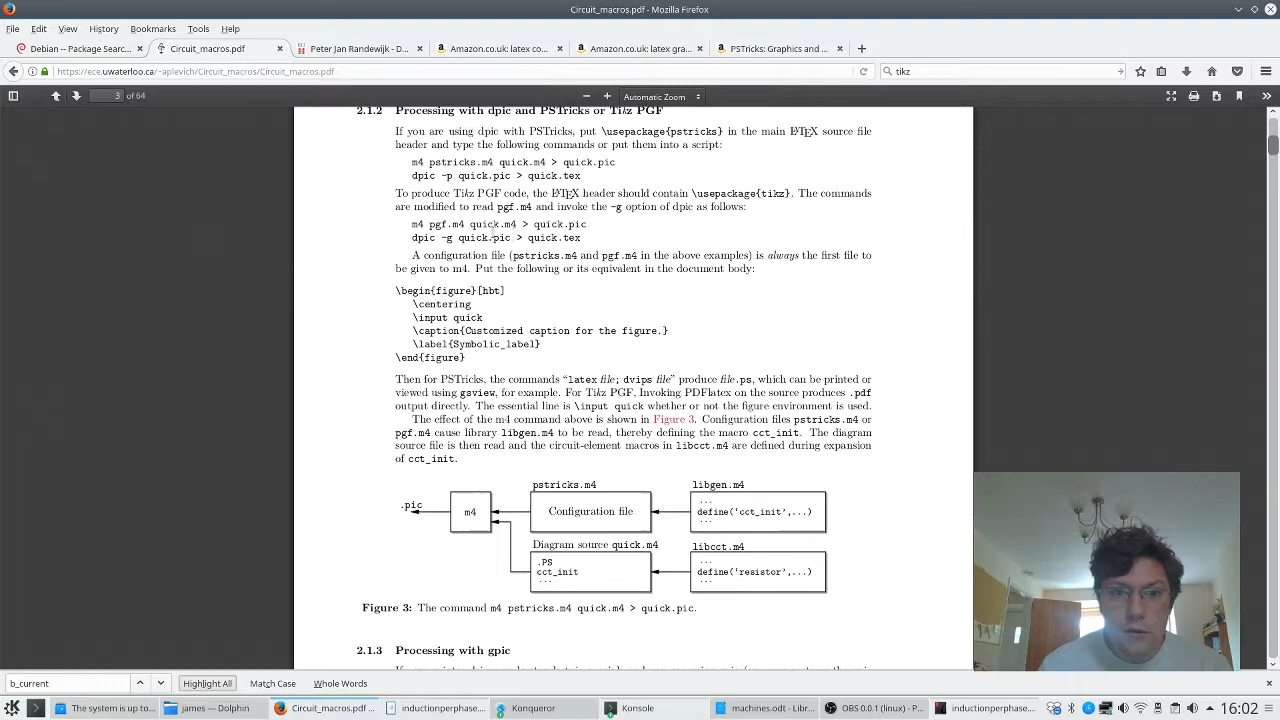 Circuit_macros.pdf - Mozilla Firefox
File Edit View History Bookmarks Tools Help
Debian -- Package Searc... Circuit_macros.pdf Peter Jan Randewijk - D... Amazon.co.uk: latex co... Amazon.co.uk: latex gra... PSTricks: Graphics and ...
https://ece.uwaterloo.ca/~aplevich/Circuit_macros/Circuit_macros.pdf tikz
3 of 64 Automatic Zoom
2.1.2 Processing with dpic and PSTricks or Tikz PGF
If you are using dpic with PSTricks, put \usepackage{pstricks} in the main LATEX source file
header and type the following commands or put them into a script:
m4 pstricks.m4 quick.m4 > quick.pic
dpic -p quick.pic > quick.tex
To produce Tikz PGF code, the LATEX header should contain \usepackage{tikz}. The commands
are modified to read pgf.m4 and invoke the -g option of dpic as follows:
m4 pgf.m4 quick.m4 > quick.pic
dpic -g quick.pic > quick.tex
A configuration file (pstricks.m4 and pgf.m4 in the above examples) is always the first file to
be given to m4. Put the following or its equivalent in the document body:
\begin{figure}[hbt]
\centering
\input quick
\caption{Customized caption for the figure.}
\label{Symbolic_label}
\end{figure}
Then for PSTricks, the commands “latex file; dvips file” produce file.ps, which can be printed or
viewed using gsview, for example. For Tikz PGF, Invoking PDFlatex on the source produces .pdf
output directly. The essential line is \input quick whether or not the figure environment is used.
The effect of the m4 command above is shown in Figure 3. Configuration files pstricks.m4 or
pgf.m4 cause library libgen.m4 to be read, thereby defining the macro cct_init. The diagram
source file is then read and the circuit-element macros in libcct.m4 are defined during expansion
of cct_init.
pstricks.m4 libgen.m4
.pic m4 Configuration file ...
define('cct_init',...)
...
Diagram source quick.m4 libcct.m4
.PS ...
cct_init define('resistor',...)
... ...
Figure 3: The command m4 pstricks.m4 quick.m4 > quick.pic.
2.1.3 Processing with gpic
b_current Highlight All Match Case Whole Words
The system is up to... james — Dolphin Circuit_macros.pdf ... inductionperphase... Konqueror Konsole machines.odt - Libr... OBS 0.0.1 (linux) - Pr... inductionperphase... 16:02